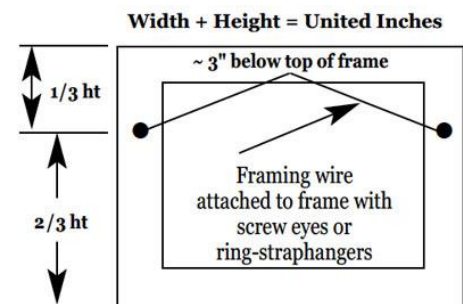 Width + Height = United Inches
~ 3" below top of frame
1/3 ht
Framing wire
attached to frame with
screw eyes or
ring-straphangers
2/3 ht